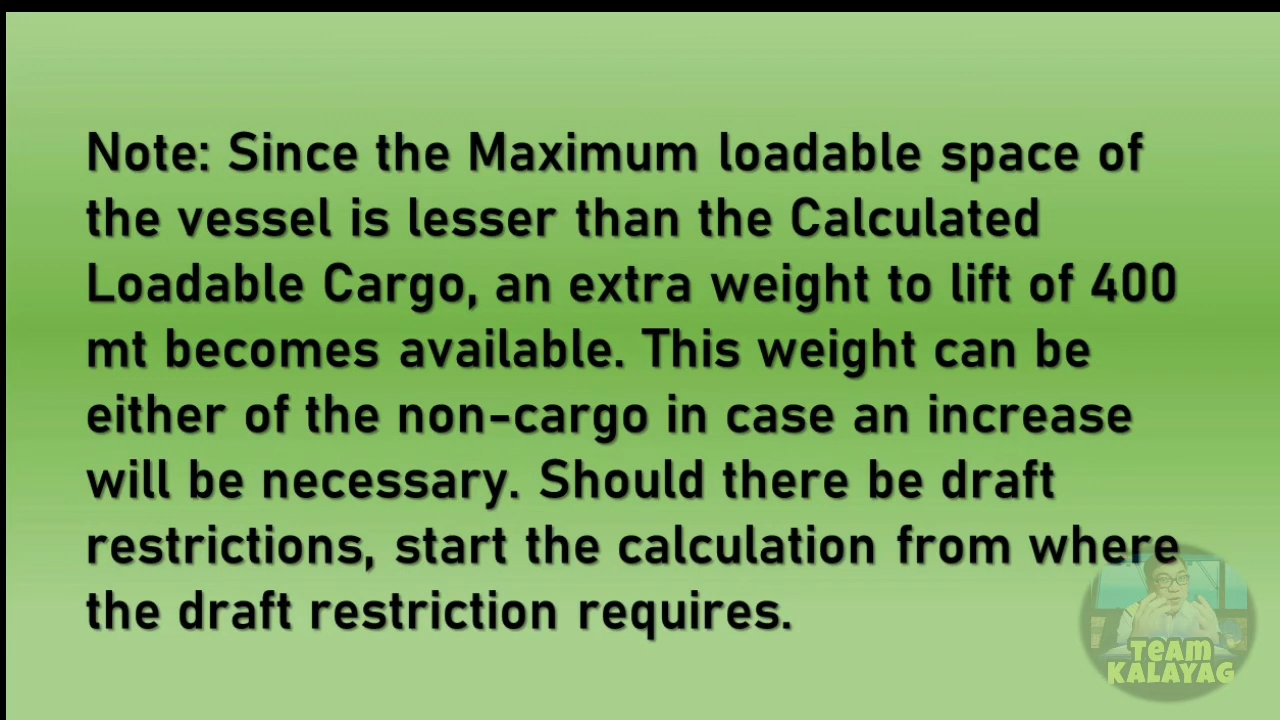 Note: Since the Maximum loadable space of
the vessel is lesser than the Calculated
Loadable Cargo, an extra weight to lift of 400
mt becomes available. This weight can be
either of the non-cargo in case an increase
will be necessary. Should there be draft
restrictions, start the calculation from where
the draft restriction requires.
TeAM
KALAYAG